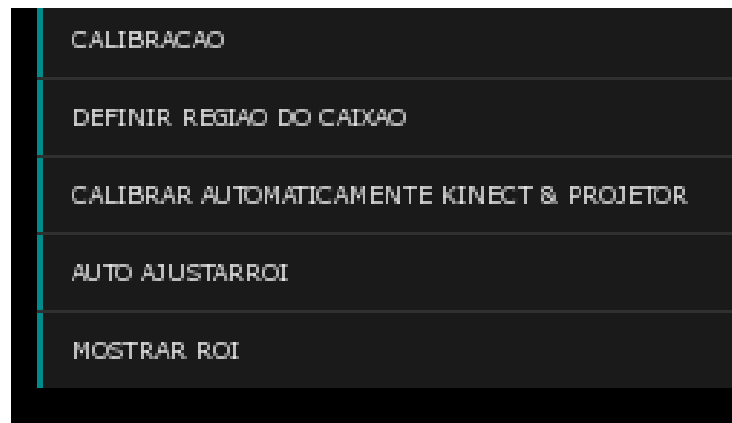 CALIBRACAO
DEFINIR REGIAO DO CAIXAO
CALIBRAR AUTOMATICAMENTE KINECT & PROJETOR
AUTO AJUSTARROI
MOSTRAR ROI